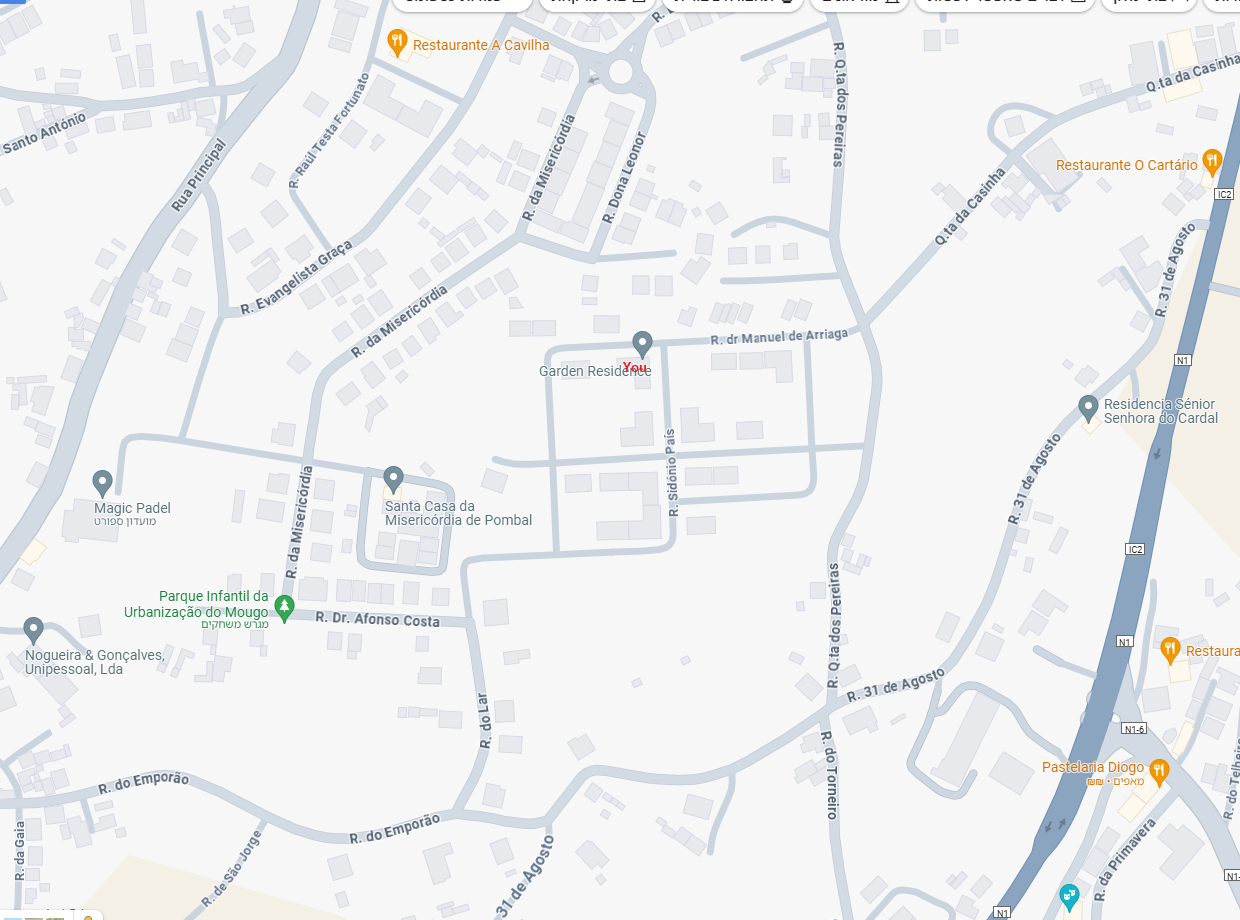 Restaurante A Cavilha
Santo António
Rua Principal
R. Raúl Testa Fortunato
R. da Misericórdia
R. Dona Leonor
R. Q.ta dos Pereiras
Q.ta da Casinha
Restaurante O Cartário
IC2
Q.ta da Casinha
R. 31 de Agosto
R. Evangelista Graça
R. da Misericórdia
R. dr Manuel de Arriaga
Garden Residence
You
N1
Residencia Sénior
Senhora do Cardal
R. Sidónio Pais
R. 31 de Agosto
Magic Padel
מועדון ספורט
Santa Casa da
Misericórdia de Pombal
R. da Misericórdia
IC2
Parque Infantil da
Urbanização do Mougo
מגרש משחקים
R. Dr. Afonso Costa
R. Q.ta dos Pereiras
N1
Nogueira & Gonçalves,
Unipessoal, Lda
Restaura
R. 31 de Agosto
R. do Lar
N1-6
R. do Torneiro
Pastelaria Diogo
מאפים • ₪₪
R. do Telheiro
R. do Emporão
R. do Emporão
R. da Gaia
R. de São Jorge
31 de Agosto
R. da Primavera
N1-
N1